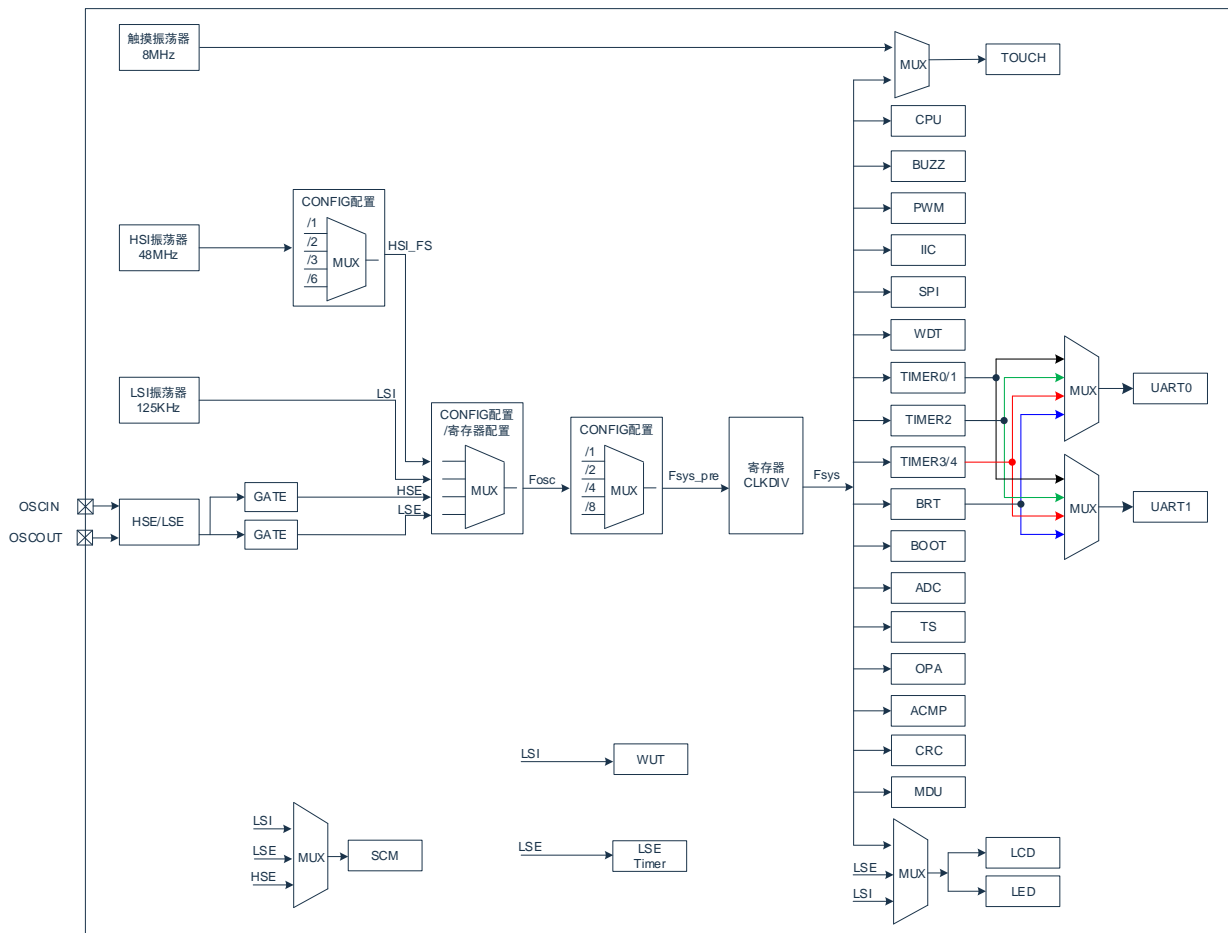 触摸振荡器
8MHz
MUX
TOUCH
CPU
BUZZ
PWM
IIC
SPI
WDT
TIMER0/1
TIMER2
TIMER3/4
BRT
BOOT
ADC
TS
OPA
ACMP
CRC
MDU
HSI振荡器
48MHz
CONFIG配置
/1
/2
/3
/6
MUX
HSI_FS
LSI振荡器
125KHz
LSI
OSCIN
OSCOUT
HSE/LSE
GATE
GATE
HSE
LSE
CONFIG配置
/寄存器配置
MUX
Fosc
CONFIG配置
/1
/2
/4
/8
MUX
Fsys_pre
寄存器
CLKDIV
Fsys
MUX
UART0
MUX
UART1
LSI
WUT
LSE
LSE
Timer
LSI
LSE
HSE
MUX
SCM
LSE
LSI
MUX
LCD
LED